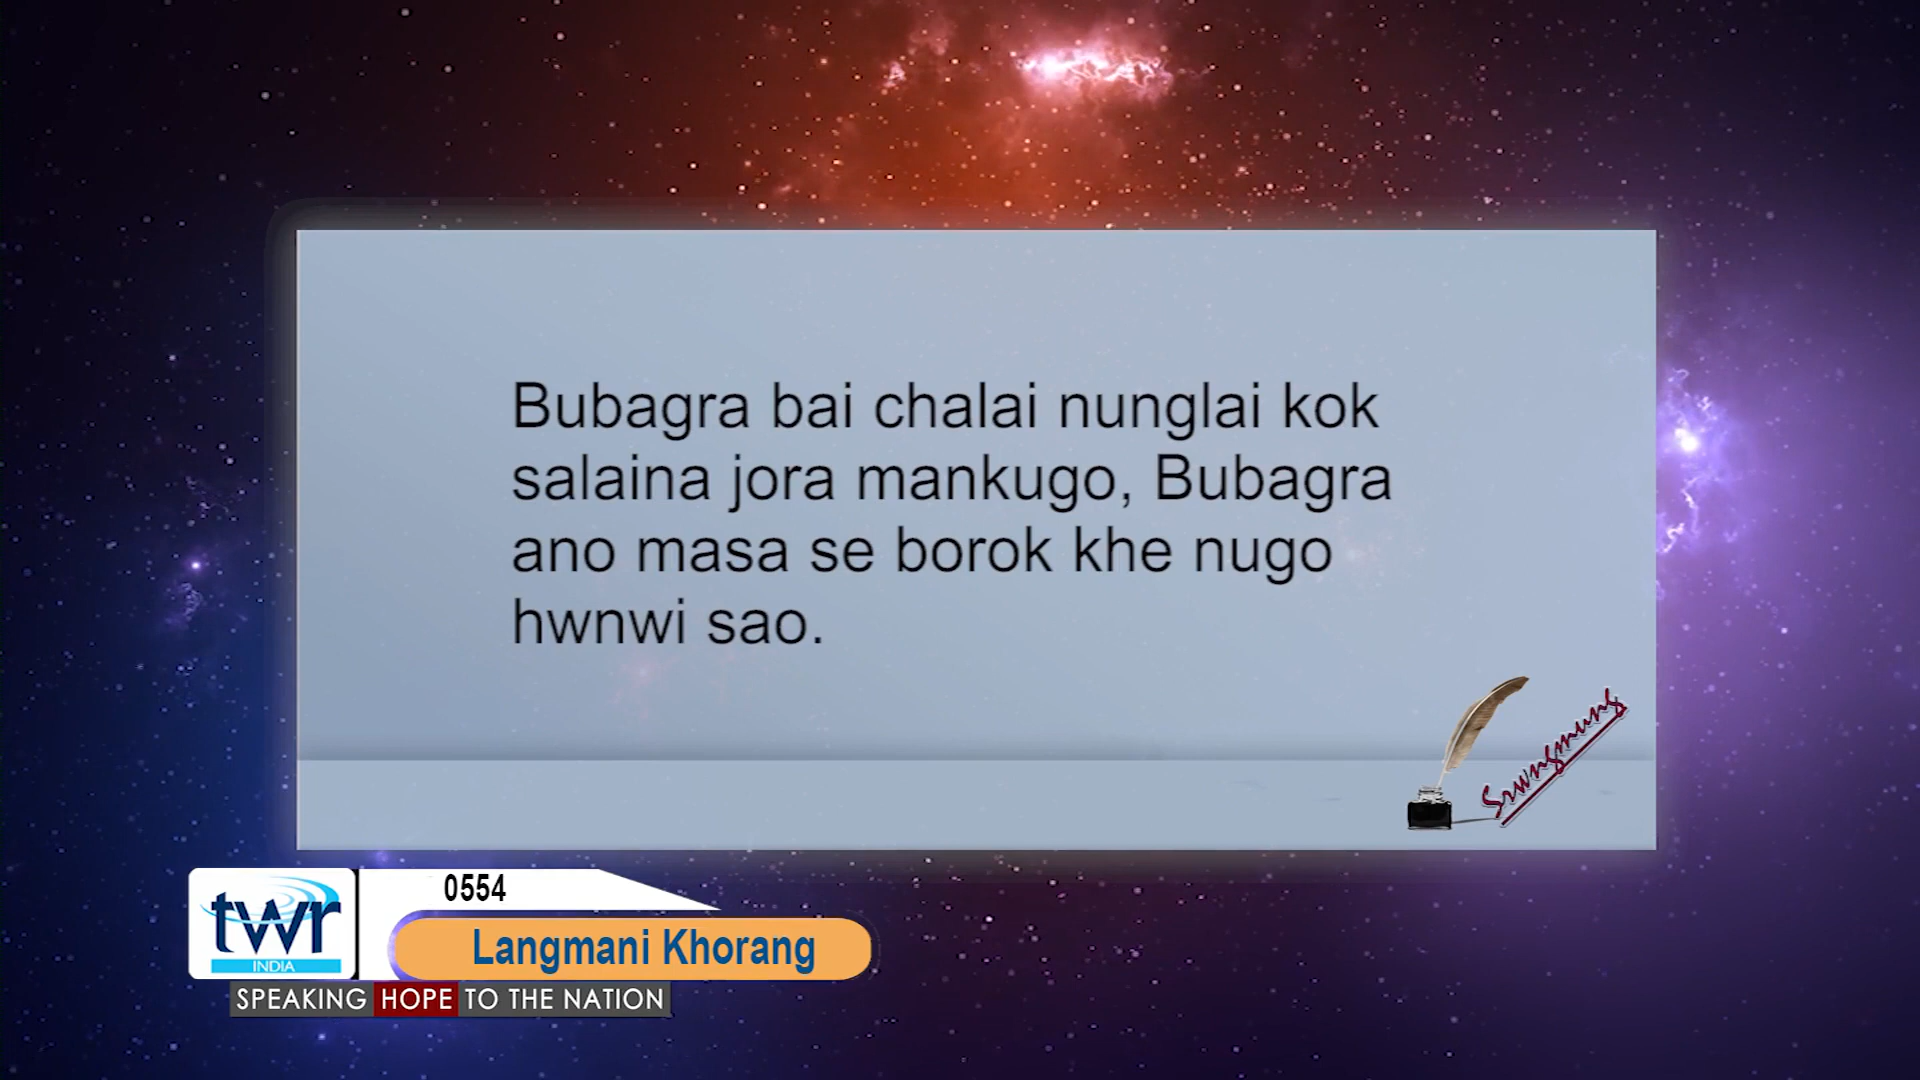 Bubagra bai chalai nunglai kok
salaina jora mankugo, Bubagra
ano masa se borok khe nugo
hwnwi sao.
Srwngmung
0554
twr
INDIA
Langmani Khorang
SPEAKING HOPE TO THE NATION